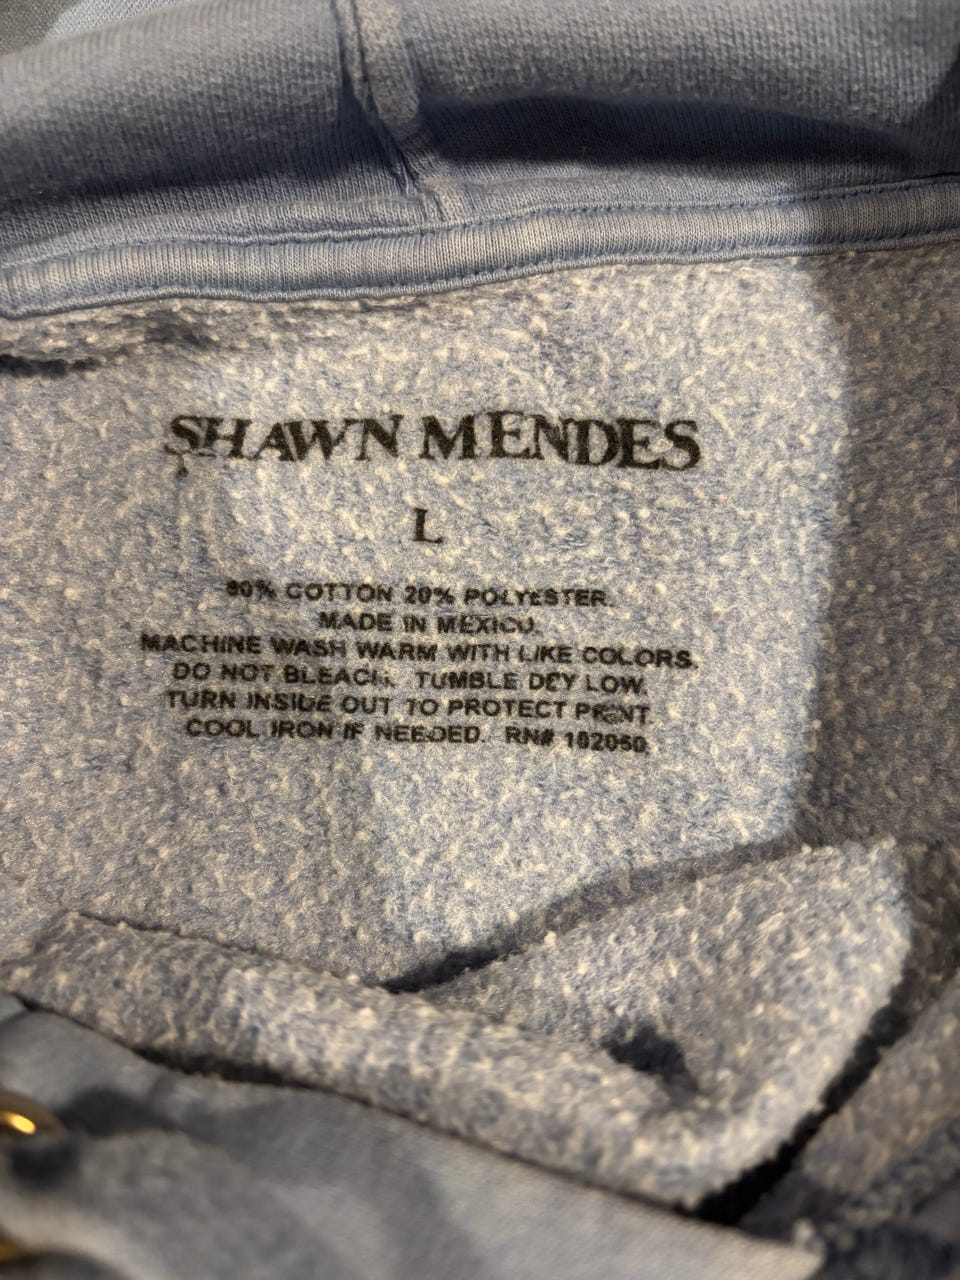 SHAWN MENDES
L
80% COTTON 20% POLYESTER.
MADE IN MEXICO.
MACHINE WASH WARM WITH LIKE COLORS.
DO NOT BLEACH. TUMBLE DRY LOW.
TURN INSIDE OUT TO PROTECT PRINT.
COOL IRON IF NEEDED. RN# 102050